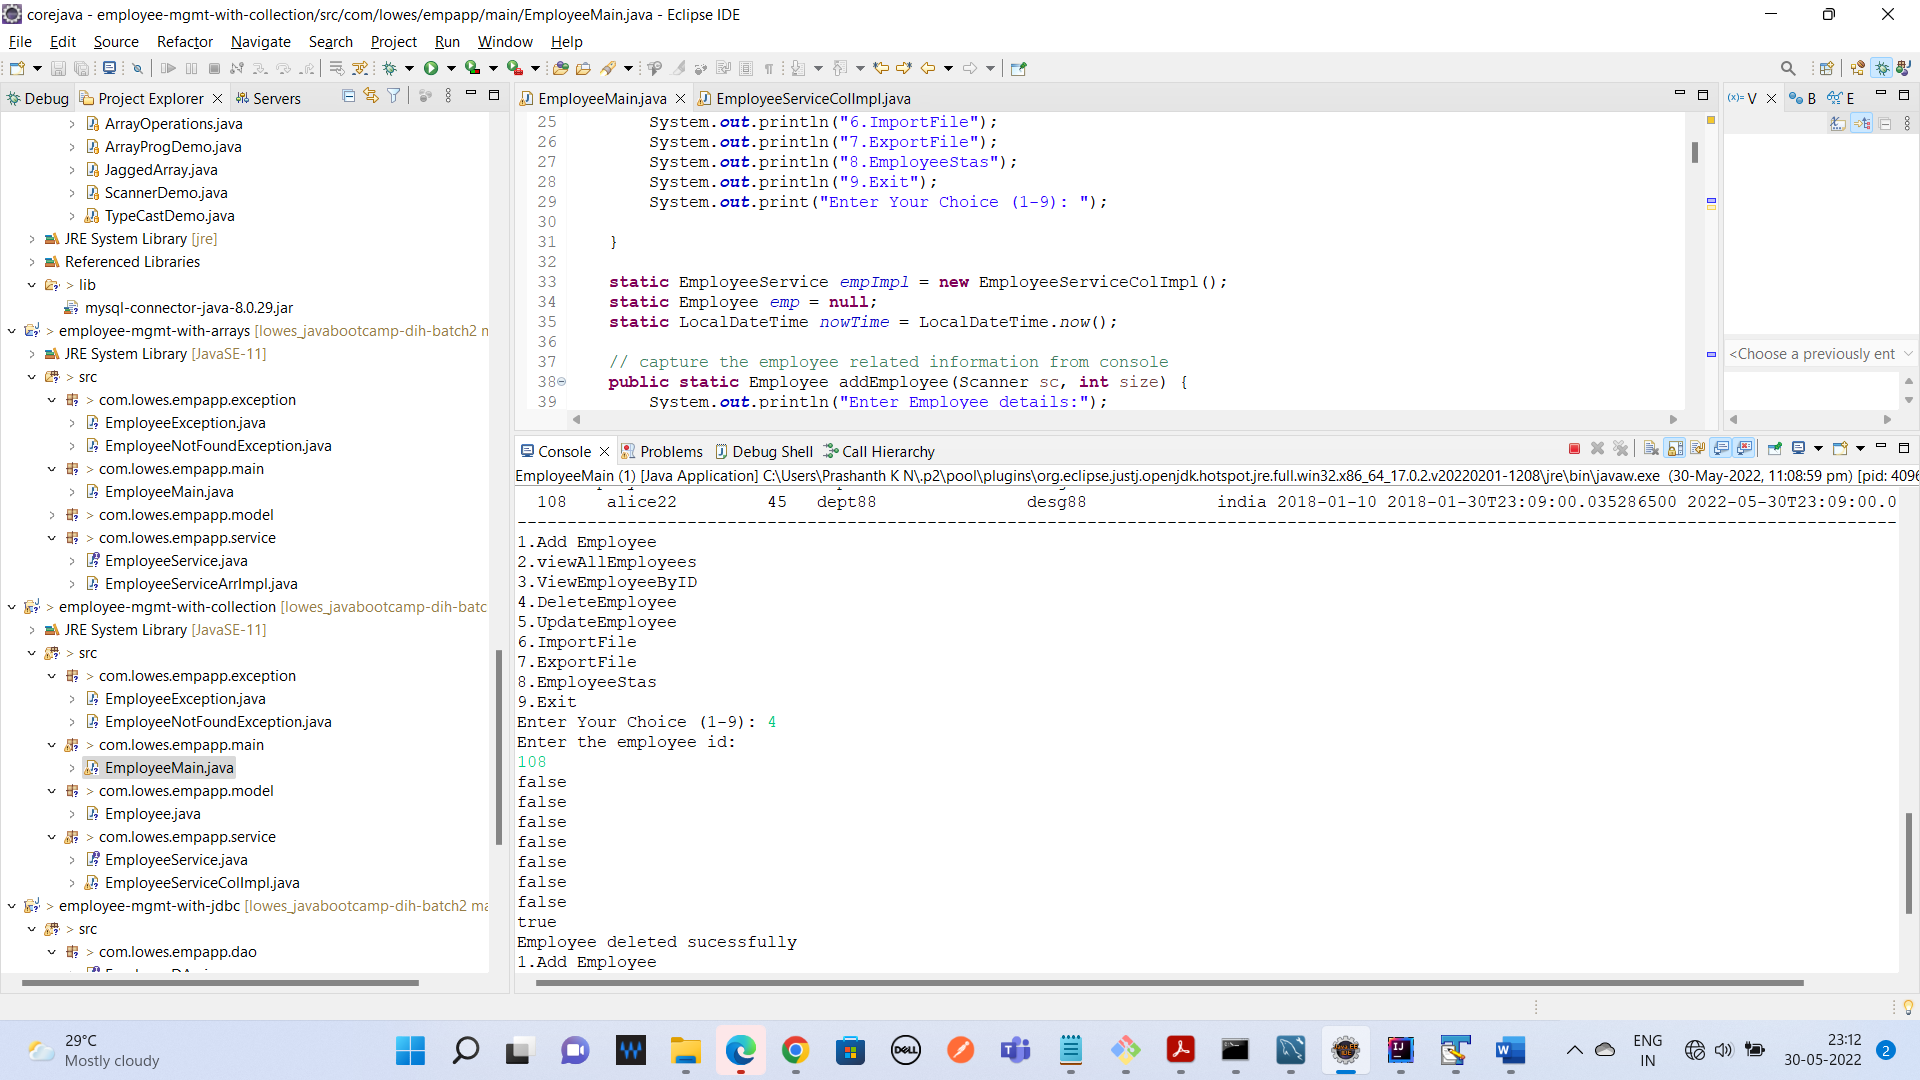 corejava - employee-mgmt-with-collection/src/com/lowes/empapp/main/EmployeeMain.java - Eclipse IDE
File Edit Source Refactor Navigate Search Project Run Window Help
Debug Project Explorer Servers
ArrayOperations.java
ArrayProgDemo.java
JaggedArray.java
ScannerDemo.java
TypeCastDemo.java
JRE System Library [jre]
Referenced Libraries
> lib
mysql-connector-java-8.0.29.jar
> employee-mgmt-with-arrays [lowes_javabootcamp-dih-batch2 m
JRE System Library [JavaSE-11]
> src
> com.lowes.empapp.exception
EmployeeException.java
EmployeeNotFoundException.java
> com.lowes.empapp.main
EmployeeMain.java
> com.lowes.empapp.model
> com.lowes.empapp.service
EmployeeService.java
EmployeeServiceArrImpl.java
> employee-mgmt-with-collection [lowes_javabootcamp-dih-batc
JRE System Library [JavaSE-11]
> src
> com.lowes.empapp.exception
EmployeeException.java
EmployeeNotFoundException.java
> com.lowes.empapp.main
EmployeeMain.java
> com.lowes.empapp.model
Employee.java
> com.lowes.empapp.service
EmployeeService.java
EmployeeServiceColImpl.java
> employee-mgmt-with-jdbc [lowes_javabootcamp-dih-batch2 ma
> src
> com.lowes.empapp.dao
EmployeeMain.java EmployeeServiceColImpl.java
25 System.out.println("6.ImportFile");
26 System.out.println("7.ExportFile");
27 System.out.println("8.EmployeeStas");
28 System.out.println("9.Exit");
29 System.out.print("Enter Your Choice (1-9): ");
30
31 }
32
33 static EmployeeService empImpl = new EmployeeServiceColImpl();
34 static Employee emp = null;
35 static LocalDateTime nowTime = LocalDateTime.now();
36
37 // capture the employee related information from console
38 public static Employee addEmployee(Scanner sc, int size) {
39 System.out.println("Enter Employee details:");
(x)= V B E
<Choose a previously ent
Console Problems Debug Shell Call Hierarchy
EmployeeMain (1) [Java Application] C:\Users\Prashanth K N\.p2\pool\plugins\org.eclipse.justj.openjdk.hotspot.jre.full.win32.x86_64_17.0.2.v20220201-1208\jre\bin\javaw.exe (30-May-2022, 11:08:59 pm) [pid: 4096
108 alice22 45 dept88 desg88 india 2018-01-10 2018-01-30T23:09:00.035286500 2022-05-30T23:09:00.0
1.Add Employee
2.viewAllEmployees
3.ViewEmployeeByID
4.DeleteEmployee
5.UpdateEmployee
6.ImportFile
7.ExportFile
8.EmployeeStas
9.Exit
Enter Your Choice (1-9): 4
Enter the employee id:
108
false
false
false
false
false
false
false
true
Employee deleted sucessfully
1.Add Employee
29°C
Mostly cloudy
DELL
ENG
IN
23:12
30-05-2022
2